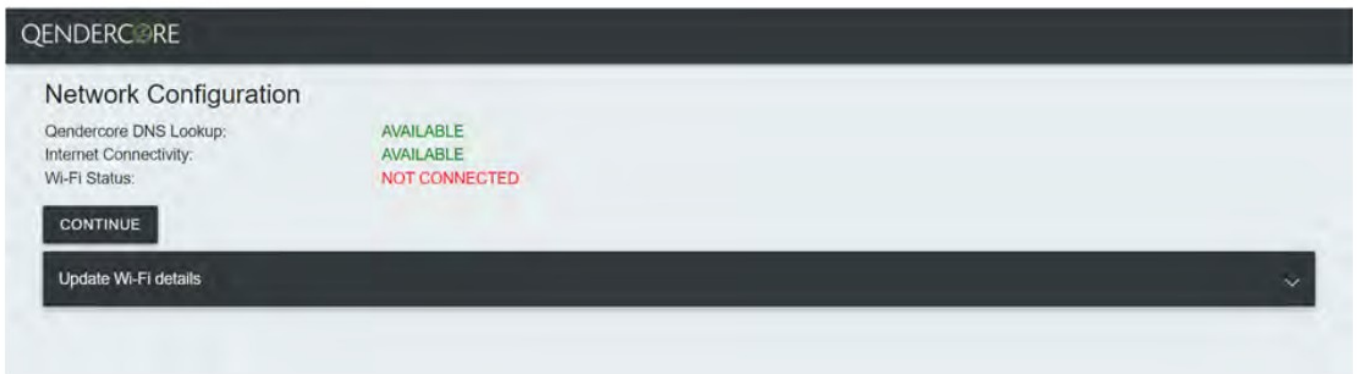 QENDERCORE
Network Configuration
Qendercore DNS Lookup: AVAILABLE
Internet Connectivity: AVAILABLE
Wi-Fi Status: NOT CONNECTED
CONTINUE
Update Wi-Fi details